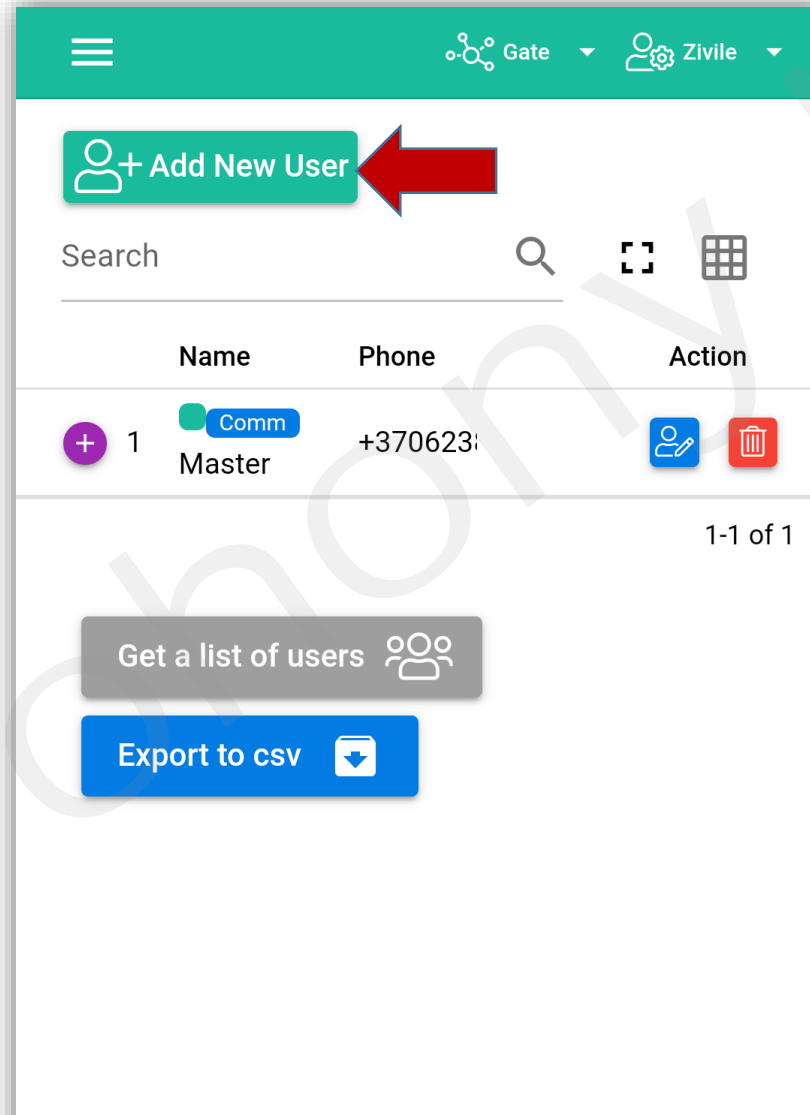 Gate Zivile
Add New User
Search
Name Phone Action
1 Comm +3706238
Master
1-1 of 1
Get a list of users
Export to csv